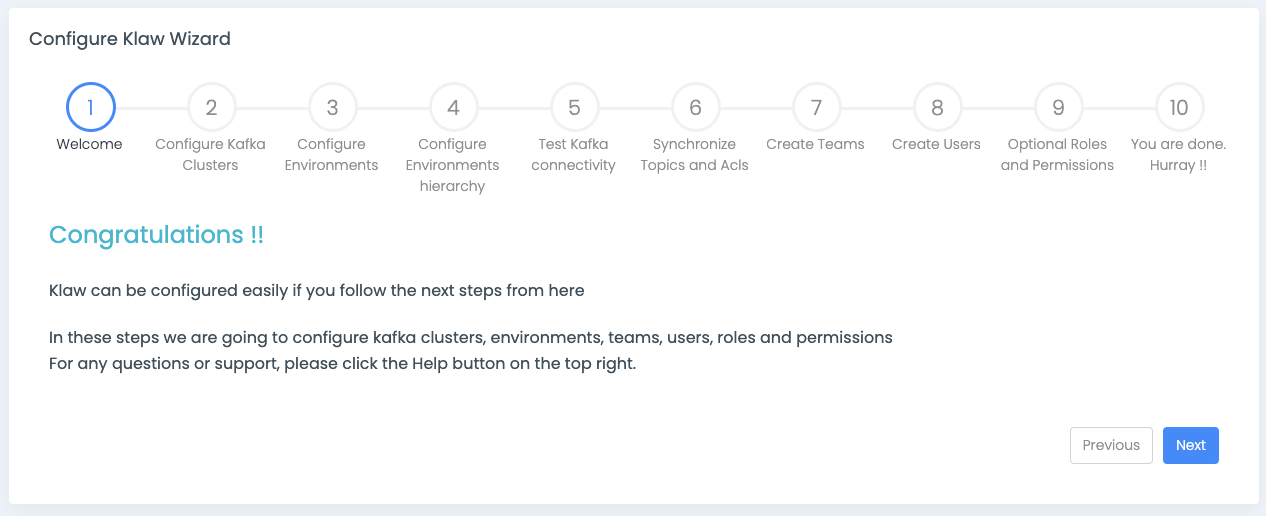 Configure Klaw Wizard
1
2
3
4
5
6
7
8
9
10
Welcome
Configure Kafka
Clusters
Configure
Environments
Configure
Environments
hierarchy
Test Kafka
connectivity
Synchronize
Topics and Acls
Create Teams
Create Users
Optional Roles
and Permissions
You are done.
Hurray !!
Congratulations !!
Klaw can be configured easily if you follow the next steps from here
In these steps we are going to configure kafka clusters, environments, teams, users, roles and permissions
For any questions or support, please click the Help button on the top right.
Previous
Next